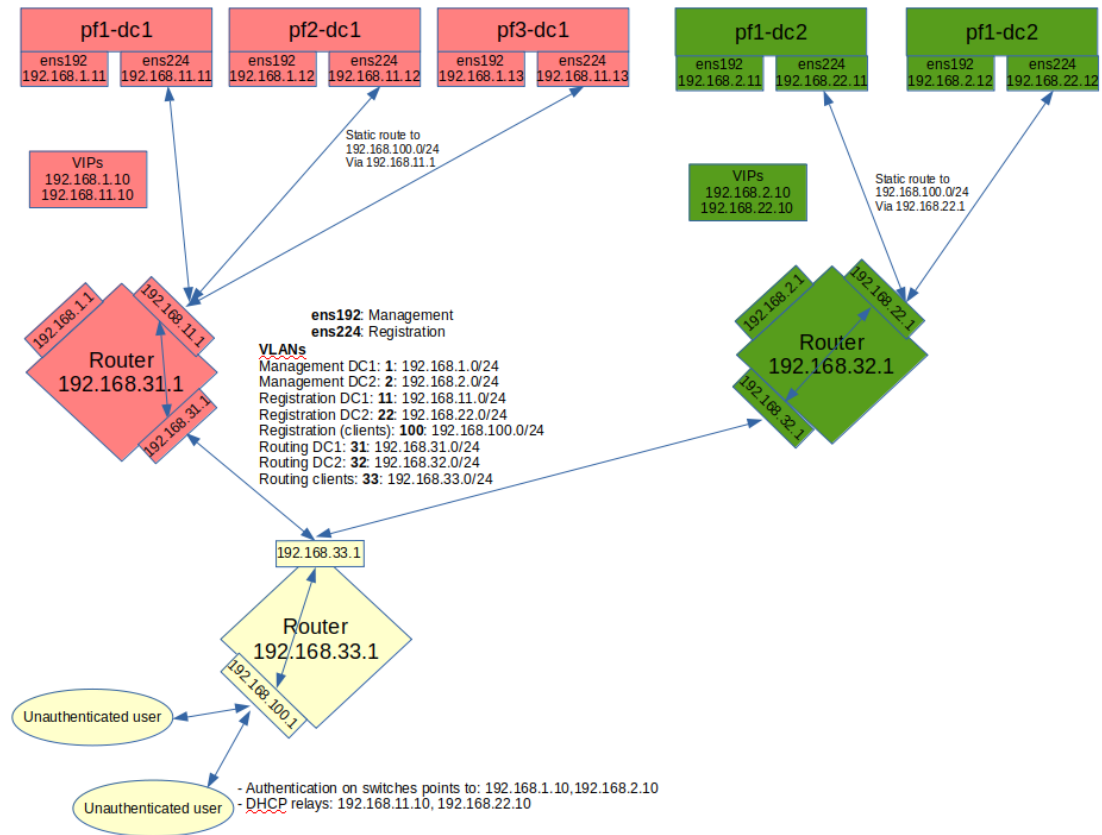 pf1-dc1
ens192
192.168.1.11
ens224
192.168.11.11
pf2-dc1
ens192
192.168.1.12
ens224
192.168.11.12
pf3-dc1
ens192
192.168.1.13
ens224
192.168.11.13
pf1-dc2
ens192
192.168.2.11
ens224
192.168.22.11
pf1-dc2
ens192
192.168.2.12
ens224
192.168.22.12
Static route to
192.168.100.0/24
Via 192.168.11.1
VIPs
192.168.1.10
192.168.11.10
VIPs
192.168.2.10
192.168.22.10
Static route to
192.168.100.0/24
Via 192.168.22.1
192.168.1.1
192.168.11.1
Router
192.168.31.1
192.168.31.1
192.168.2.1
192.168.22.1
Router
192.168.32.1
192.168.32.1
ens192: Management
ens224: Registration
VLANs
Management DC1: 1: 192.168.1.0/24
Management DC2: 2: 192.168.2.0/24
Registration DC1: 11: 192.168.11.0/24
Registration DC2: 22: 192.168.22.0/24
Registration (clients): 100: 192.168.100.0/24
Routing DC1: 31: 192.168.31.0/24
Routing DC2: 32: 192.168.32.0/24
Routing clients: 33: 192.168.33.0/24
192.168.33.1
Router
192.168.33.1
192.168.100.1
Unauthenticated user
Unauthenticated user
- Authentication on switches points to: 192.168.1.10,192.168.2.10
- DHCP relays: 192.168.11.10, 192.168.22.10